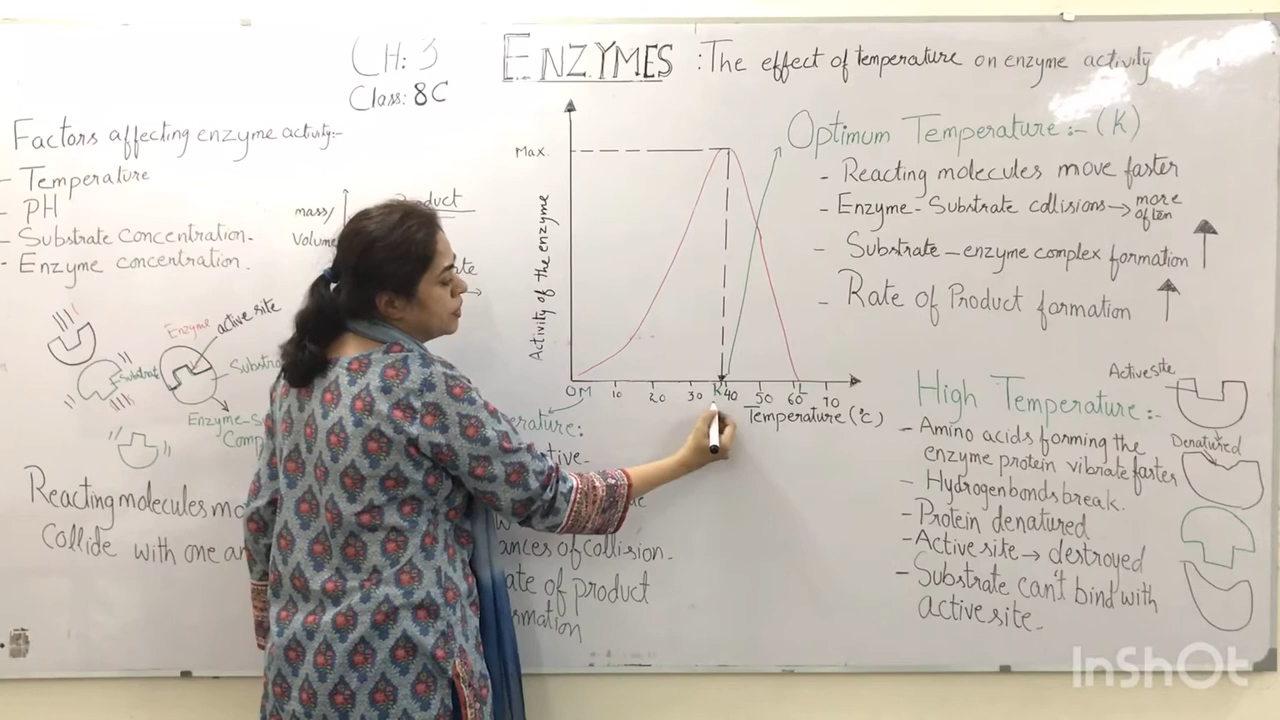 CH: 3
Class: 8C
ENZYMES : The effect of temperature on enzyme activity
Factors affecting enzyme activity:-
- Temperature
- PH
- Substrate Concentration-
- Enzyme concentration.
mass/
Volume
Product
Enzyme
active site
Substrate
Enzyme-S
Comp
Reacting molecules mo
Collide with one an
Max.
Activity of the enzyme
OM 10 20 30 K 40 50 60 70
Temperature (°C)
erature:
tive-
ances of collision-
ate of product
rmation
Optimum Temperature:- (K)
- Reacting molecules move faster
- Enzyme-Substrate collisions → more often
- Substrate-enzyme complex formation
- Rate of Product formation
High Temperature:-
- Amino acids forming the
enzyme protein vibrate faster
- Hydrogen bonds break.
- Protein denatured
- Active site → destroyed
- Substrate can't bind with
active site-
Active site
Denatured
InShOt